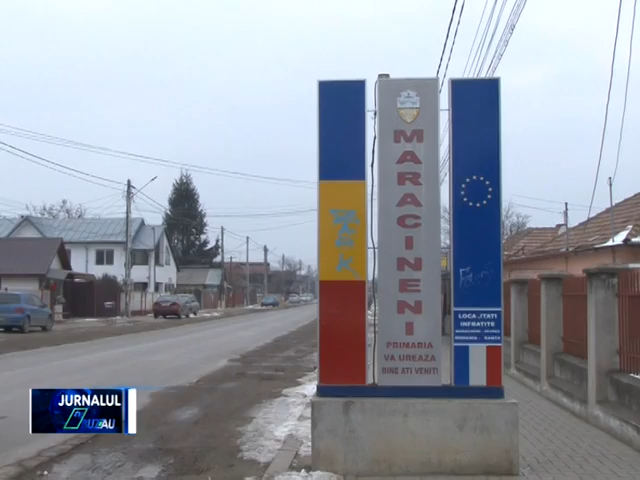 MARACINENI
PRIMARIA
VA UREAZA
BINE ATI VENITI
LOCALITATI
INFRATITE
JURNALUL
BUZAU